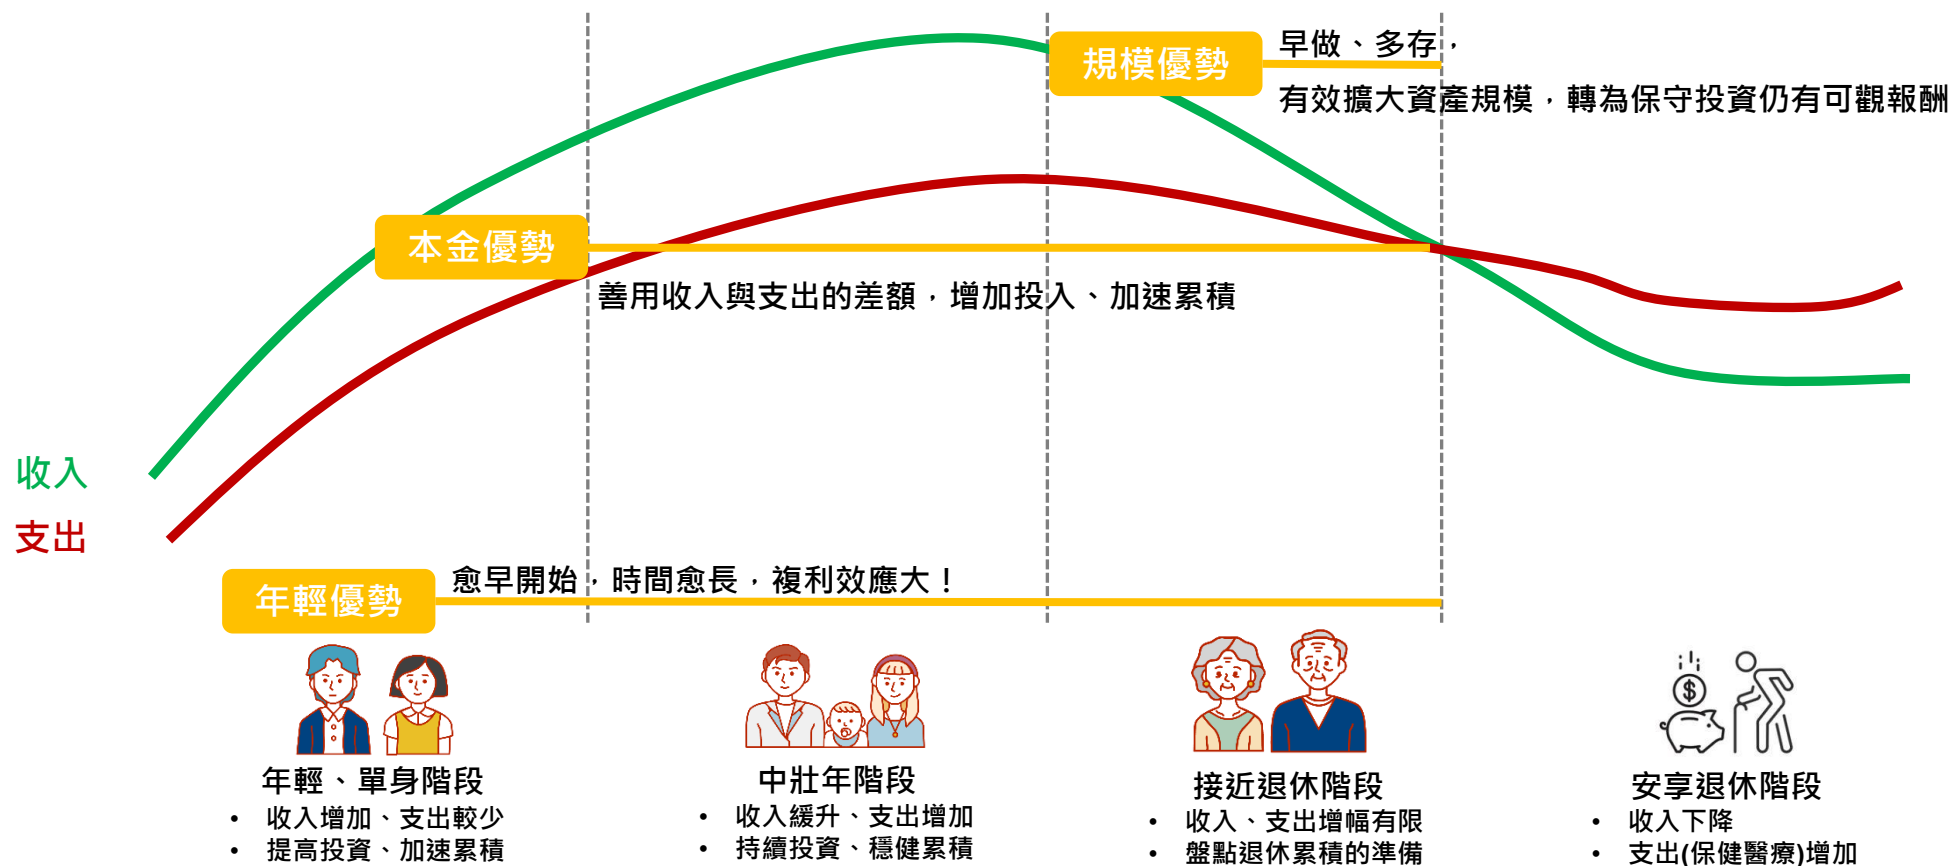 規模優勢
早做、多存，
有效擴大資產規模，轉為保守投資仍有可觀報酬
本金優勢
善用收入與支出的差額，增加投入、加速累積
收入
支出
年輕優勢
愈早開始，時間愈長，複利效應大！
年輕、單身階段
• 收入增加、支出較少
• 提高投資、加速累積
中壯年階段
• 收入緩升、支出增加
• 持續投資、穩健累積
接近退休階段
• 收入、支出增幅有限
• 盤點退休累積的準備
$
安享退休階段
• 收入下降
• 支出(保健醫療)增加